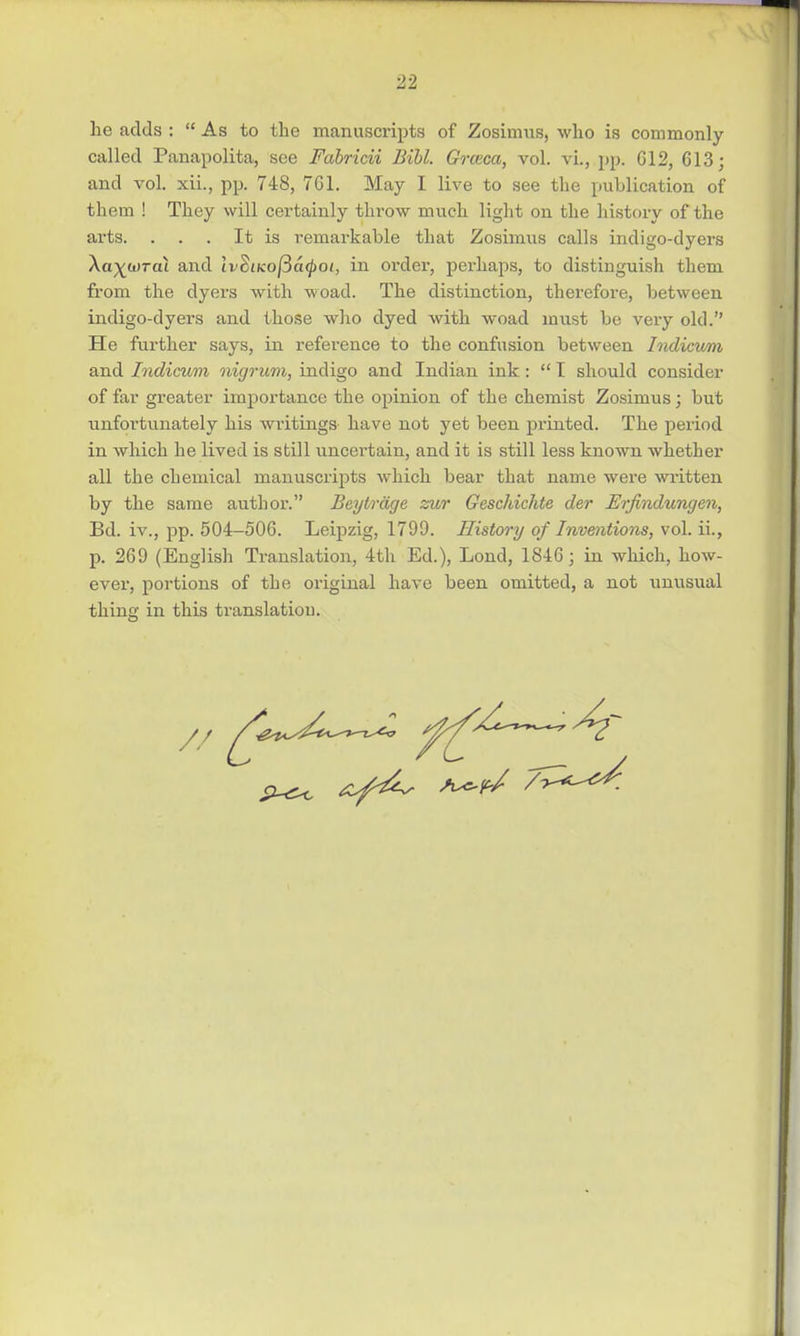 22
he adds : “ As to the manuscripts of Zosimus, who is commonly
called Panapolita, see Fabricii Bibl. Græca, vol. vi., pp. 612, 613;
and vol. xii., pp. 748, 761. May I live to see the publication of
them ! They will certainly throw much light on the history of the
arts. . . . It is remarkable that Zosimus calls indigo-dyers
λαχωταὶ and ἰνδικοβάφοι, in order, perhaps, to distinguish them
from the dyers with woad. The distinction, therefore, between
indigo-dyers and those who dyed with woad must be very old.”
He further says, in reference to the confusion between Indicum
and Indicum nigrum, indigo and Indian ink : “ I should consider
of far greater importance the opinion of the chemist Zosimus ; but
unfortunately his writings have not yet been printed. The period
in which he lived is still uncertain, and it is still less known whether
all the chemical manuscripts which bear that name were written
by the same author.” Beyträge zur Geschichte der Erfindungen,
Bd. iv., pp. 504–506. Leipzig, 1799. History of Inventions, vol. ii.,
p. 269 (English Translation, 4th Ed.), Lond, 1846 ; in which, how-
ever, portions of the original have been omitted, a not unusual
thing in this translation.
//